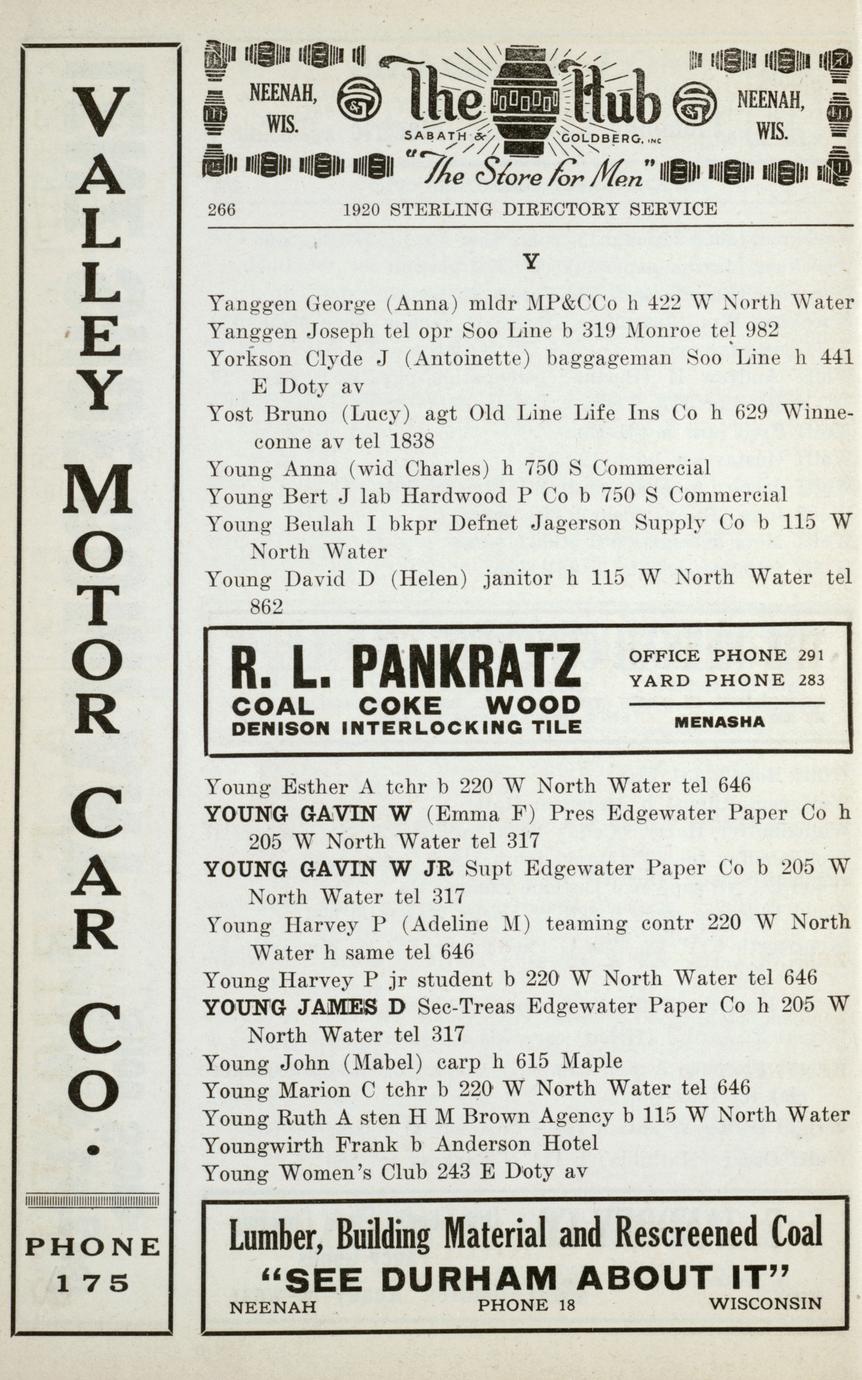 VALLEY MOTOR CAR CO.
PHONE
175
NEENAH,
WIS.
The Hub
SABATH & GOLDBERG, INC
"The Store for Men"
NEENAH,
WIS.
266 1920 STERLING DIRECTORY SERVICE
Y
Yanggen George (Anna) mldr MP&CCo h 422 W North Water
Yanggen Joseph tel opr Soo Line b 319 Monroe tel 982
Yorkson Clyde J (Antoinette) baggageman Soo Line h 441
E Doty av
Yost Bruno (Lucy) agt Old Line Life Ins Co h 629 Winne-
conne av tel 1838
Young Anna (wid Charles) h 750 S Commercial
Young Bert J lab Hardwood P Co b 750 S Commercial
Young Beulah I bkpr Defnet Jagerson Supply Co b 115 W
North Water
Young David D (Helen) janitor h 115 W North Water tel
862
R. L. PANKRATZ
COAL COKE WOOD
DENISON INTERLOCKING TILE
OFFICE PHONE 291
YARD PHONE 283
MENASHA
Young Esther A tchr b 220 W North Water tel 646
YOUNG GAVIN W (Emma F) Pres Edgewater Paper Co h
205 W North Water tel 317
YOUNG GAVIN W JR Supt Edgewater Paper Co b 205 W
North Water tel 317
Young Harvey P (Adeline M) teaming contr 220 W North
Water h same tel 646
Young Harvey P jr student b 220 W North Water tel 646
YOUNG JAMES D Sec-Treas Edgewater Paper Co h 205 W
North Water tel 317
Young John (Mabel) carp h 615 Maple
Young Marion C tchr b 220 W North Water tel 646
Young Ruth A sten H M Brown Agency b 115 W North Water
Youngwirth Frank b Anderson Hotel
Young Women's Club 243 E Doty av
Lumber, Building Material and Rescreened Coal
"SEE DURHAM ABOUT IT"
NEENAH PHONE 18 WISCONSIN